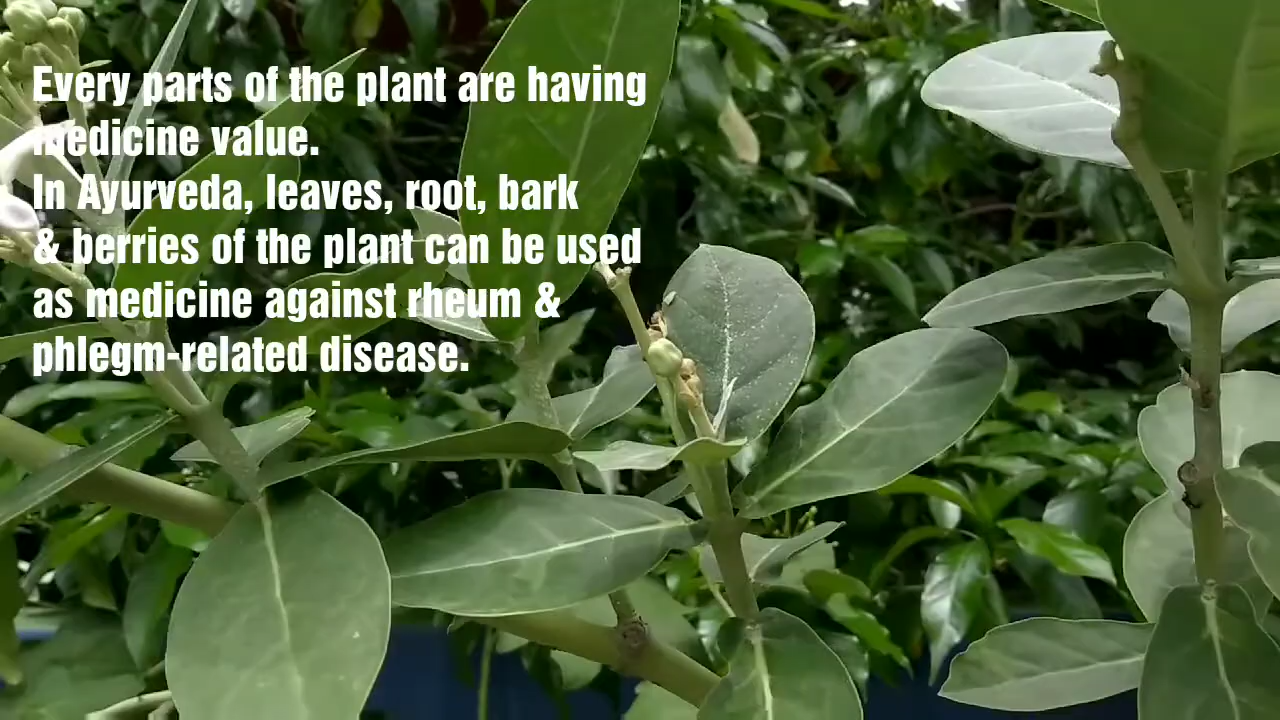 Every parts of the plant are having
medicine value.
In Ayurveda, leaves, root, bark
& berries of the plant can be used
as medicine against rheum &
phlegm-related disease.